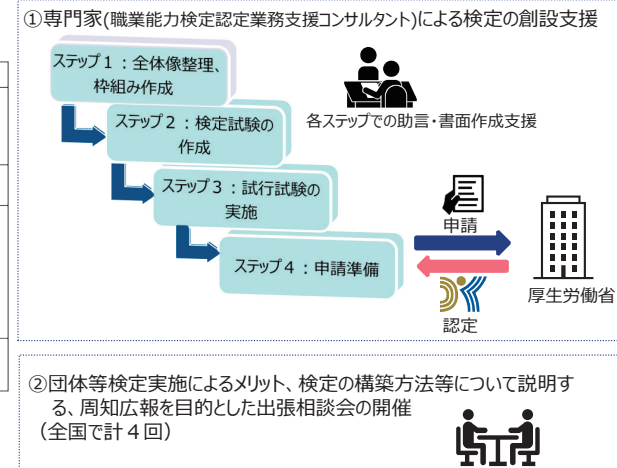 ①専門家(職業能力検定認定業務支援コンサルタント)による検定の創設支援
ステップ1：全体像整理、
枠組み作成
ステップ2：検定試験の
作成
各ステップでの助言・書面作成支援
ステップ3：試行試験の
実施
ステップ4：申請準備
申請
厚生労働省
認定
②団体等検定実施によるメリット、検定の構築方法等について説明す
る、周知広報を目的とした出張相談会の開催
（全国で計４回）